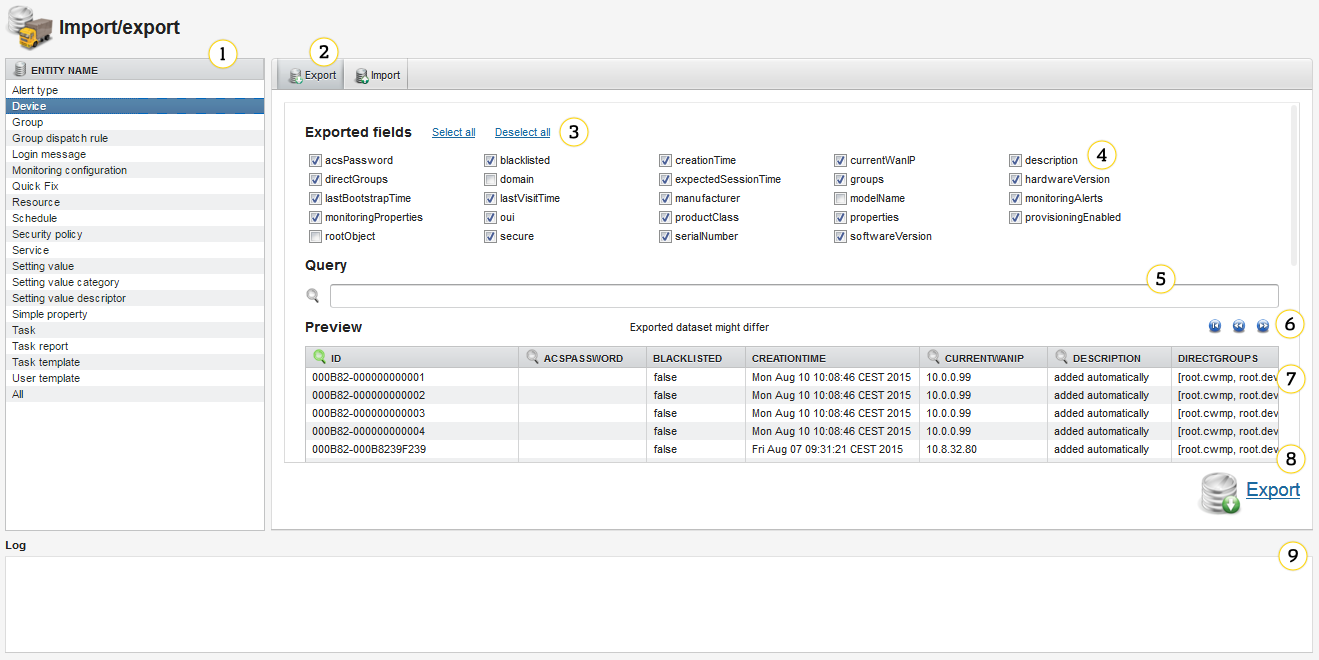 Import/export
1
ENTITY NAME
Alert type
Device
Group
Group dispatch rule
Login message
Monitoring configuration
Quick Fix
Resource
Schedule
Security policy
Service
Setting value
Setting value category
Setting value descriptor
Simple property
Task
Task report
Task template
User template
All
2
Export Import
Exported fields Select all Deselect all 3
acsPassword blacklisted creationTime currentWanIP description 4
directGroups domain expectedSessionTime groups hardwareVersion
lastBootstrapTime lastVisitTime manufacturer modelName monitoringAlerts
monitoringProperties oui productClass properties provisioningEnabled
rootObject secure serialNumber softwareVersion
Query
5
Preview Exported dataset might differ 6
ID ACSPASSWORD BLACKLISTED CREATIONTIME CURRENTWANIP DESCRIPTION DIRECTGROUPS
000B82-000000000001 false Mon Aug 10 10:08:46 CEST 2015 10.0.0.99 added automatically [root.cwmp, root.dev 7
000B82-000000000002 false Mon Aug 10 10:08:46 CEST 2015 10.0.0.99 added automatically [root.cwmp, root.dev
000B82-000000000003 false Mon Aug 10 10:08:46 CEST 2015 10.0.0.99 added automatically [root.cwmp, root.dev
000B82-000000000004 false Mon Aug 10 10:08:46 CEST 2015 10.0.0.99 added automatically [root.cwmp, root.dev
000B82-000B8239F239 false Fri Aug 07 09:31:21 CEST 2015 10.8.32.80 added automatically [root.cwmp, root.dev
8
Export
Log
9